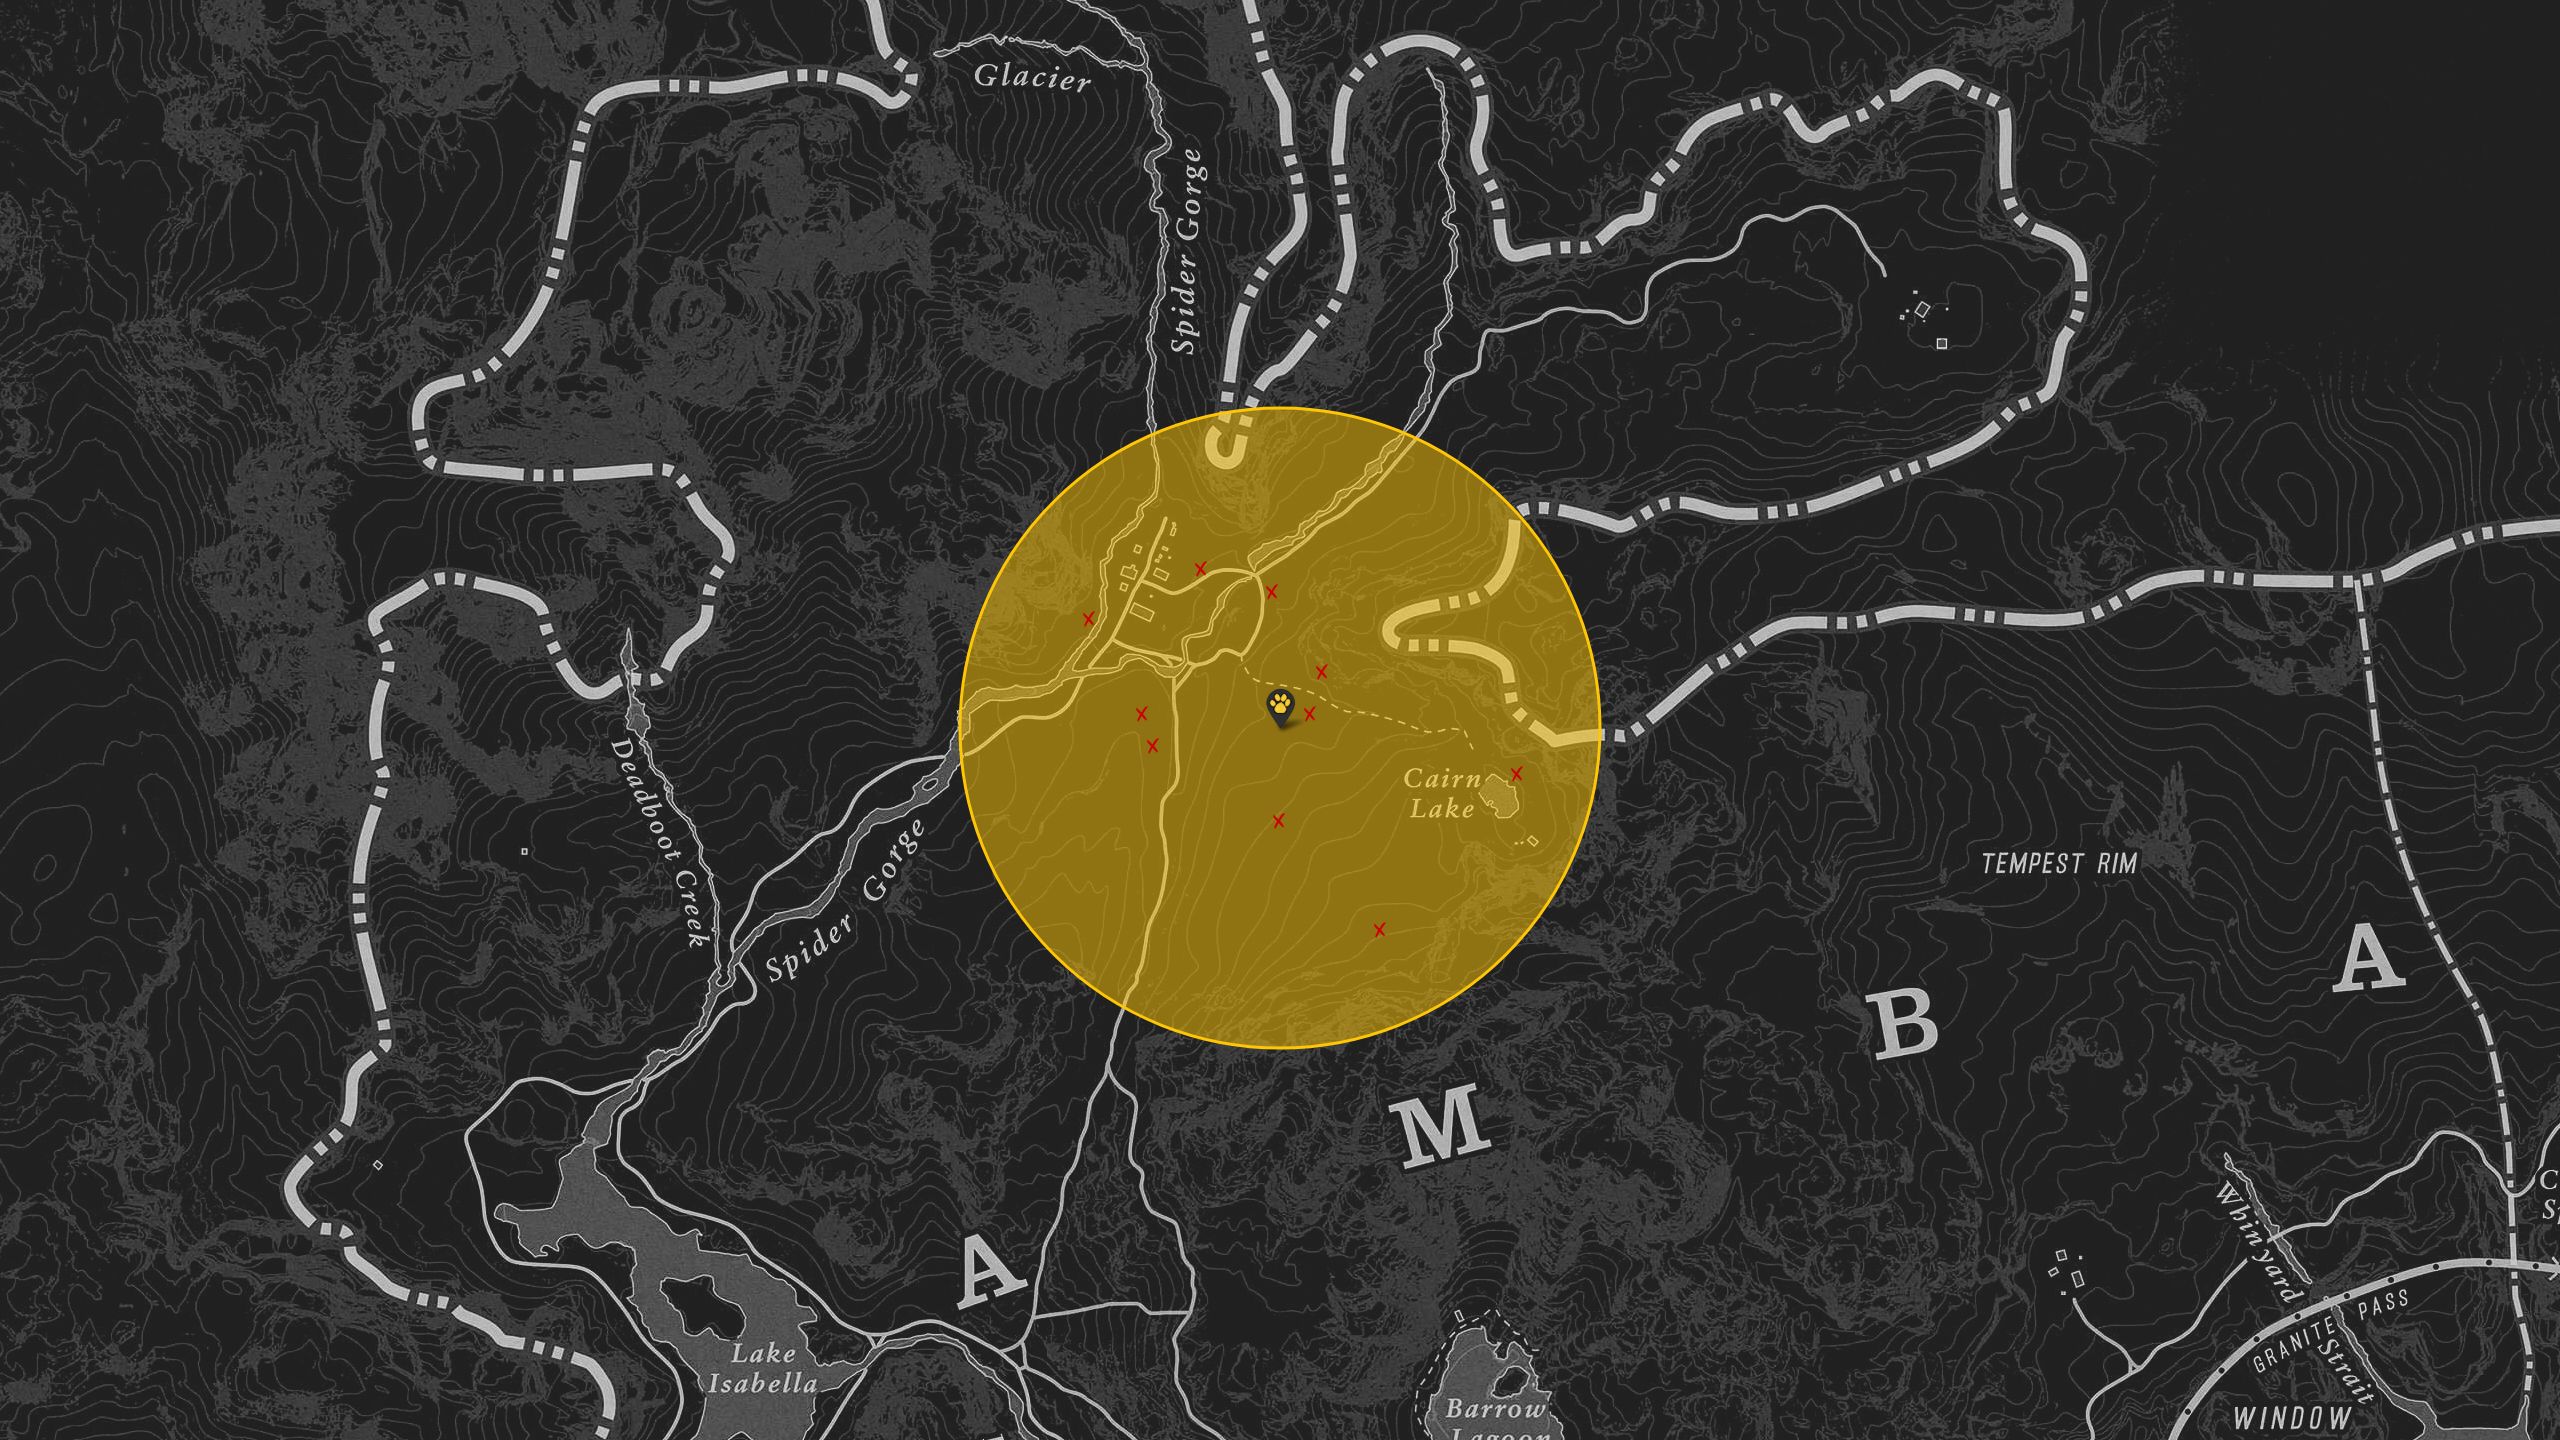 Glacier
Spider Gorge
Deadboot Creek
Spider Gorge
Cairn
Lake
TEMPEST RIM
A
B
M
A
Whinyard
Strait
GRANITE PASS
WINDOW
Lake
Isabella
Barrow
Lagoon